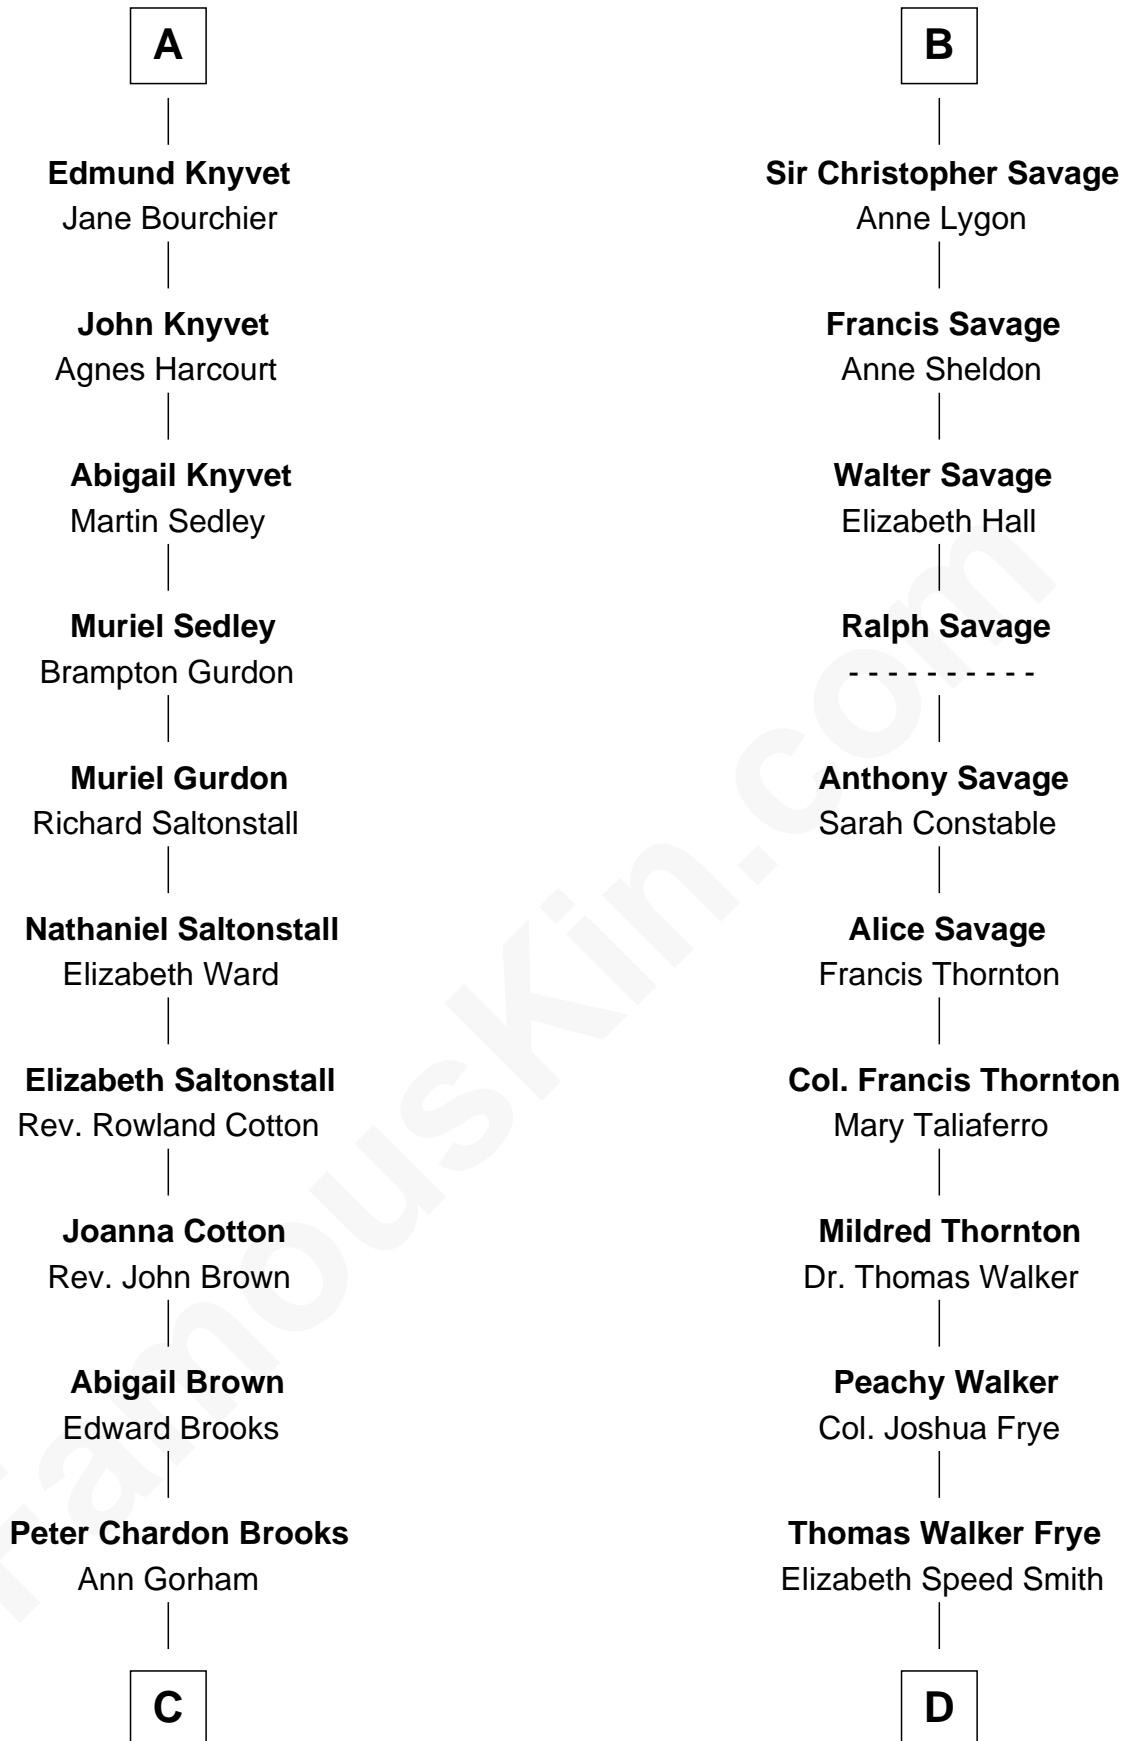 A
Edmund Knyvet
Jane Bourchier
John Knyvet
Agnes Harcourt
Abigail Knyvet
Martin Sedley
Muriel Sedley
Brampton Gurdon
Muriel Gurdon
Richard Saltonstall
Nathaniel Saltonstall
Elizabeth Ward
Elizabeth Saltonstall
Rev. Rowland Cotton
Joanna Cotton
Rev. John Brown
Abigail Brown
Edward Brooks
Peter Chardon Brooks
Ann Gorham
C
B
Sir Christopher Savage
Anne Lygon
Francis Savage
Anne Sheldon
Walter Savage
Elizabeth Hall
Ralph Savage
- - - - - - - - - -
Anthony Savage
Sarah Constable
Alice Savage
Francis Thornton
Col. Francis Thornton
Mary Taliaferro
Mildred Thornton
Dr. Thomas Walker
Peachy Walker
Col. Joshua Frye
Thomas Walker Frye
Elizabeth Speed Smith
D
FamousKin.com